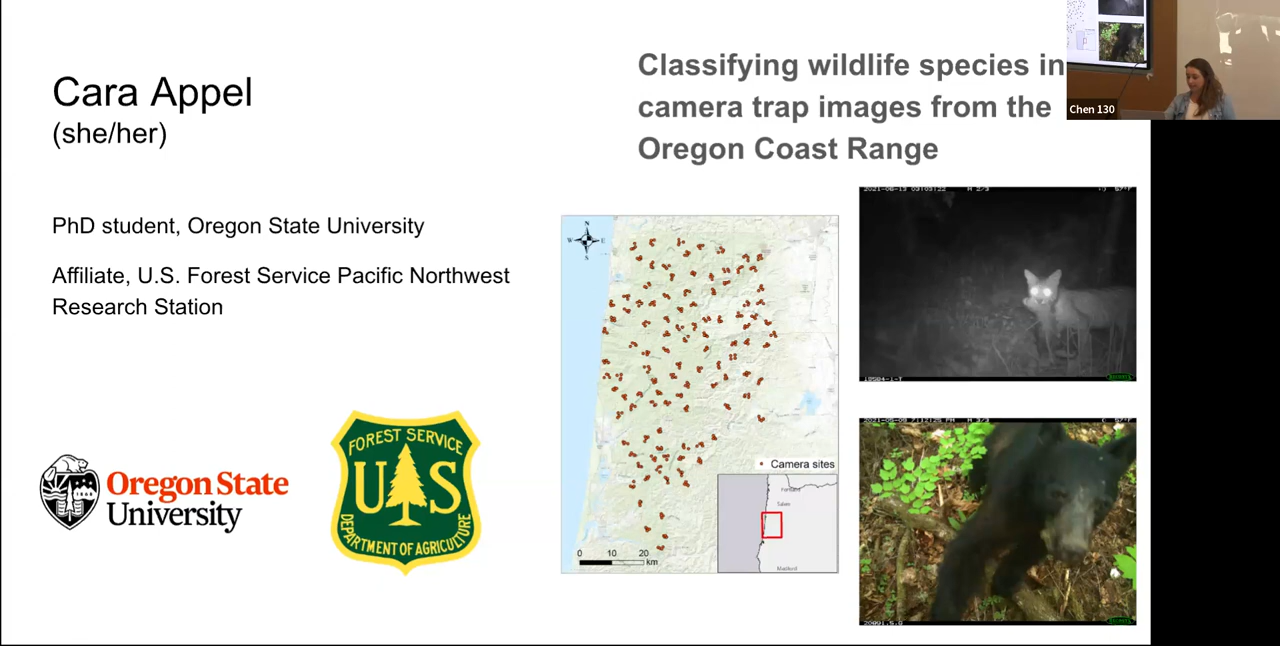 Cara Appel
(she/her)
PhD student, Oregon State University
Affiliate, U.S. Forest Service Pacific Northwest
Research Station
Oregon State
University
FOREST SERVICE
U S
DEPARTMENT OF AGRICULTURE
Classifying wildlife species in
camera trap images from the
Oregon Coast Range
N
W E
S
Camera sites
Portland
Salem
Medford
0 10 20
km
Chen 130